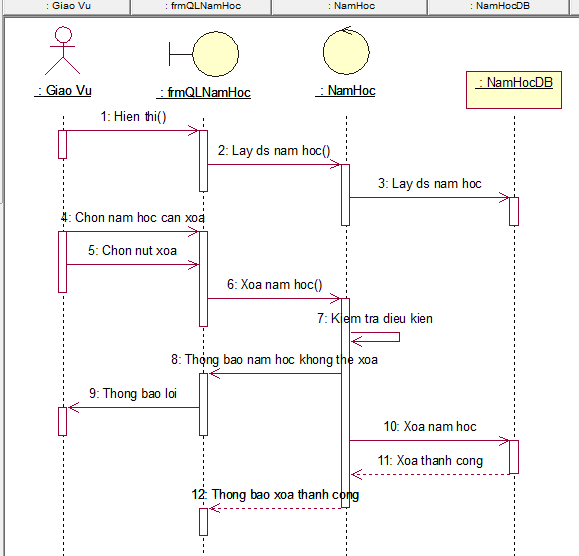 : Giao Vu
: frmQLNamHoc
: NamHoc
: NamHocDB
: Giao Vu
: frmQLNamHoc
: NamHoc
: NamHocDB
1: Hien thi()
2: Lay ds nam hoc()
3: Lay ds nam hoc
4: Chon nam hoc can xoa
5: Chon nut xoa
6: Xoa nam hoc()
7: Kiem tra dieu kien
8: Thong bao nam hoc khong the xoa
9: Thong bao loi
10: Xoa nam hoc
11: Xoa thanh cong
12: Thong bao xoa thanh cong